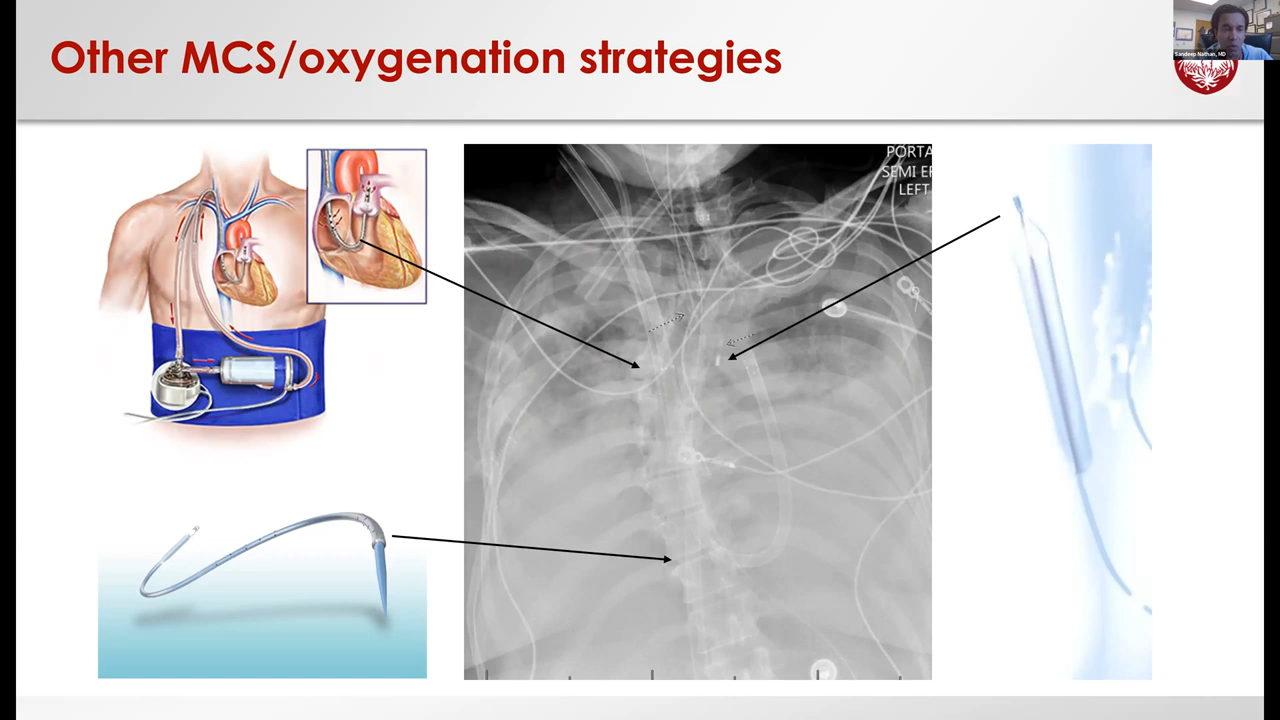 Other MCS/oxygenation strategies
Sandeep Nathan, MD
PORTA
SEMI ER
LEFT